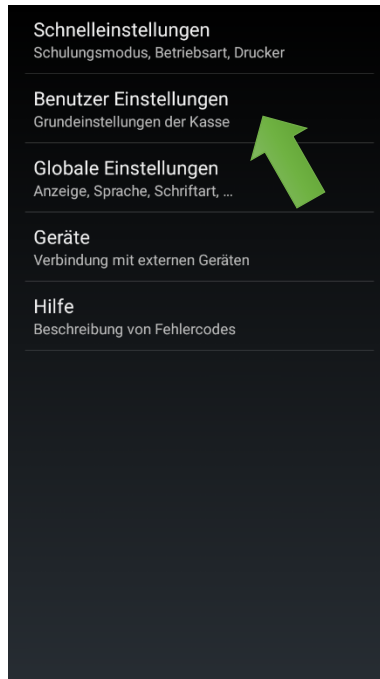 Schnelleinstellungen
Schulungsmodus, Betriebsart, Drucker
Benutzer Einstellungen
Grundeinstellungen der Kasse
Globale Einstellungen
Anzeige, Sprache, Schriftart, ...
Geräte
Verbindung mit externen Geräten
Hilfe
Beschreibung von Fehlercodes